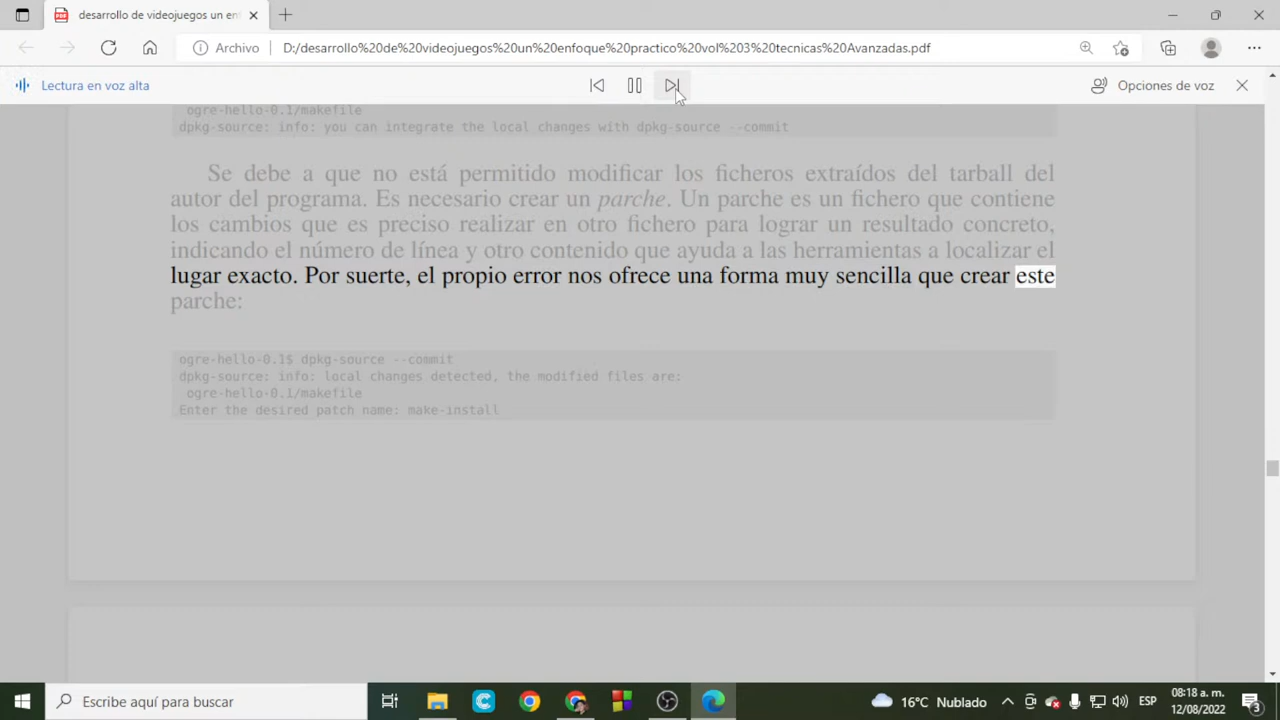 desarrollo de videojuegos un en
Archivo
D:/desarrollo%20de%20videojuegos%20un%20enfoque%20practico%20vol%203%20tecnicas%20Avanzadas.pdf
Lectura en voz alta
Opciones de voz
ogre-hello-0.1/makefile
dpkg-source: info: you can integrate the local changes with dpkg-source --commit
Se debe a que no está permitido modificar los ficheros extraídos del tarball del
autor del programa. Es necesario crear un parche. Un parche es un fichero que contiene
los cambios que es preciso realizar en otro fichero para lograr un resultado concreto,
indicando el número de línea y otro contenido que ayuda a las herramientas a localizar el
lugar exacto. Por suerte, el propio error nos ofrece una forma muy sencilla que crear este
parche:
ogre-hello-0.1$ dpkg-source --commit
dpkg-source: info: local changes detected, the modified files are:
ogre-hello-0.1/makefile
Enter the desired patch name: make-install
Escribe aquí para buscar
16°C Nublado
ESP
08:18 a. m.
12/08/2022
3